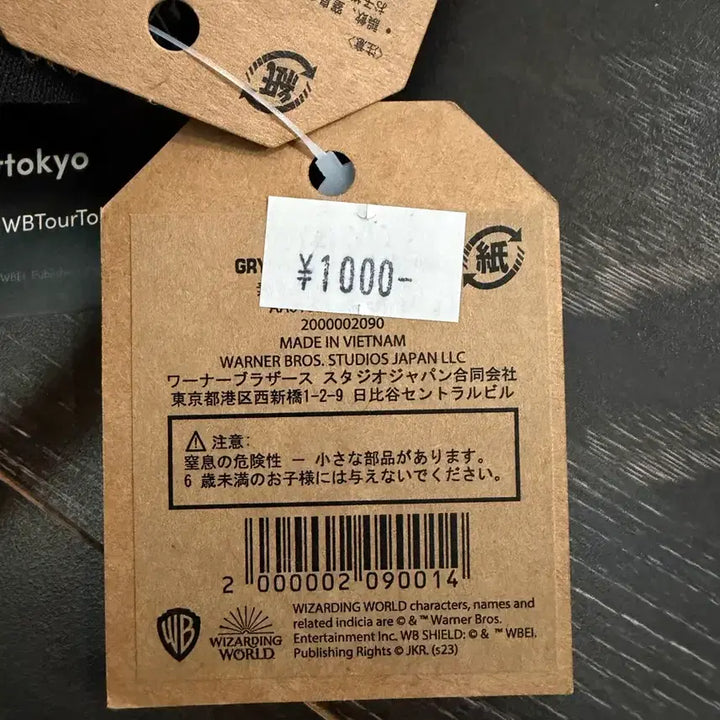 紙
〈注意〉
rtokyo
WBTourTo
紙
GRY
¥1000-
2000002090
MADE IN VIETNAM
WARNER BROS. STUDIOS JAPAN LLC
ワーナーブラザース スタジオジャパン合同会社
東京都港区西新橋1-2-9 日比谷セントラルビル
注意:
窒息の危険性 ー 小さな部品があります。
6 歳未満のお子様には与えないでください。
2 000002 090014
WB
WIZARDING
WORLD
WIZARDING WORLD characters, names and
related indicia are © & ™ Warner Bros.
Entertainment Inc. WB SHIELD: © & ™ WBEI.
Publishing Rights © JKR. (s23)